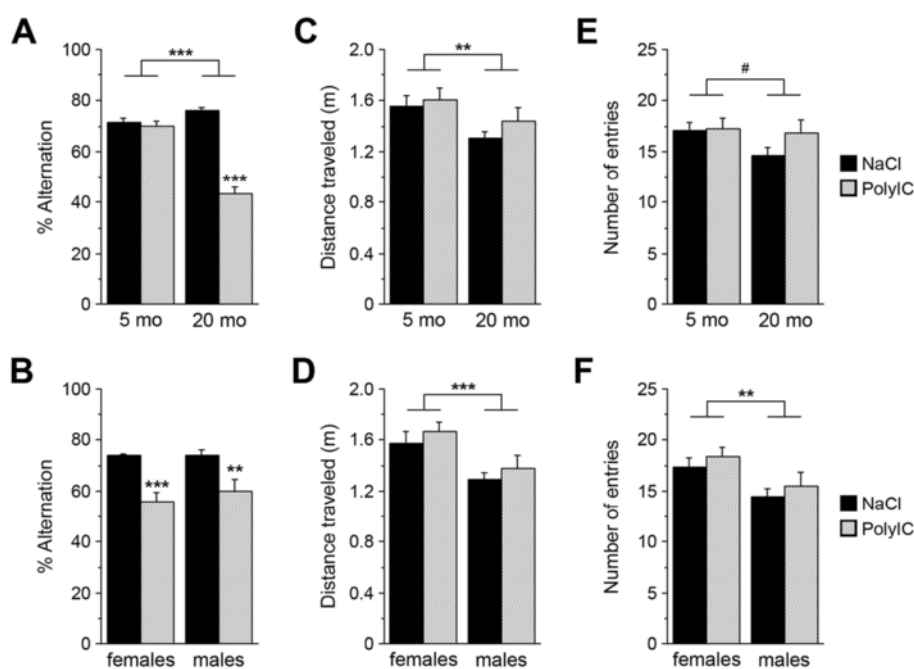 A
% Alternation
100
80
60
40
20
0
***
***
5 mo
20 mo
C
Distance traveled (m)
2.0
1.6
1.2
1.4
0.4
0
**
5 mo
20 mo
E
Number of entries
25
20
15
10
5
0
#
5 mo
20 mo
NaCl
PolyIC
B
% Alternation
100
80
60
40
20
0
***
**
females
males
D
Distance traveled (m)
2.0
1.6
1.2
1.4
0.4
0
***
females
males
F
Number of entries
25
20
15
10
5
0
**
females
males
NaCl
PolyIC